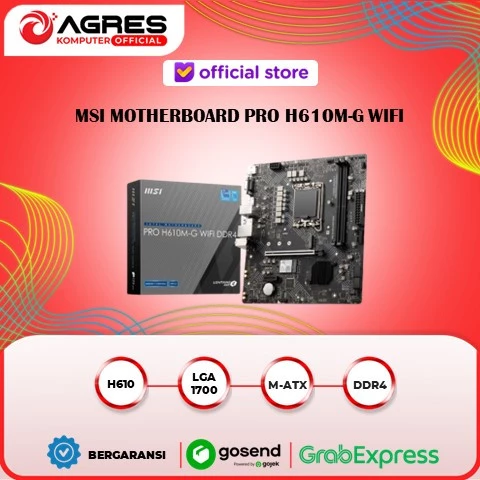 AGRES
KOMPUTER OFFICIAL
official store
MSI MOTHERBOARD PRO H610M-G WIFI
msi
PRO H610M-G WIFI DDR4
H610
LGA
1700
M-ATX
DDR4
BERGARANSI
gosend
Powered by gojek
GrabExpress